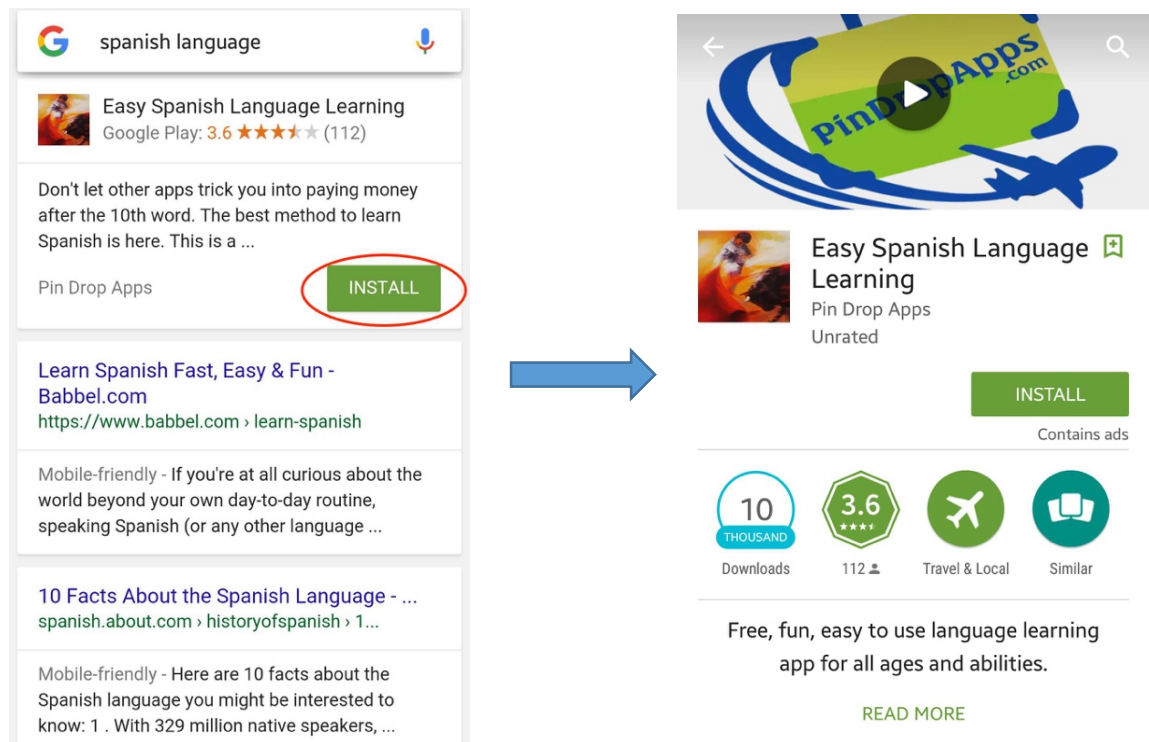 spanish language
Easy Spanish Language Learning
Google Play: 3.6 ★★★★★ (112)
Don't let other apps trick you into paying money
after the 10th word. The best method to learn
Spanish is here. This is a ...
Pin Drop Apps
INSTALL
Learn Spanish Fast, Easy & Fun -
Babbel.com
https://www.babbel.com › learn-spanish
Mobile-friendly - If you're at all curious about the
world beyond your own day-to-day routine,
speaking Spanish (or any other language ...
10 Facts About the Spanish Language - ...
spanish.about.com › historyofspanish › 1...
Mobile-friendly - Here are 10 facts about the
Spanish language you might be interested to
know: 1 . With 329 million native speakers, ...
PinDropApps
.com
Easy Spanish Language
Learning
Pin Drop Apps
Unrated
INSTALL
Contains ads
10
THOUSAND
Downloads
3.6
112
Travel & Local
Similar
Free, fun, easy to use language learning
app for all ages and abilities.
READ MORE